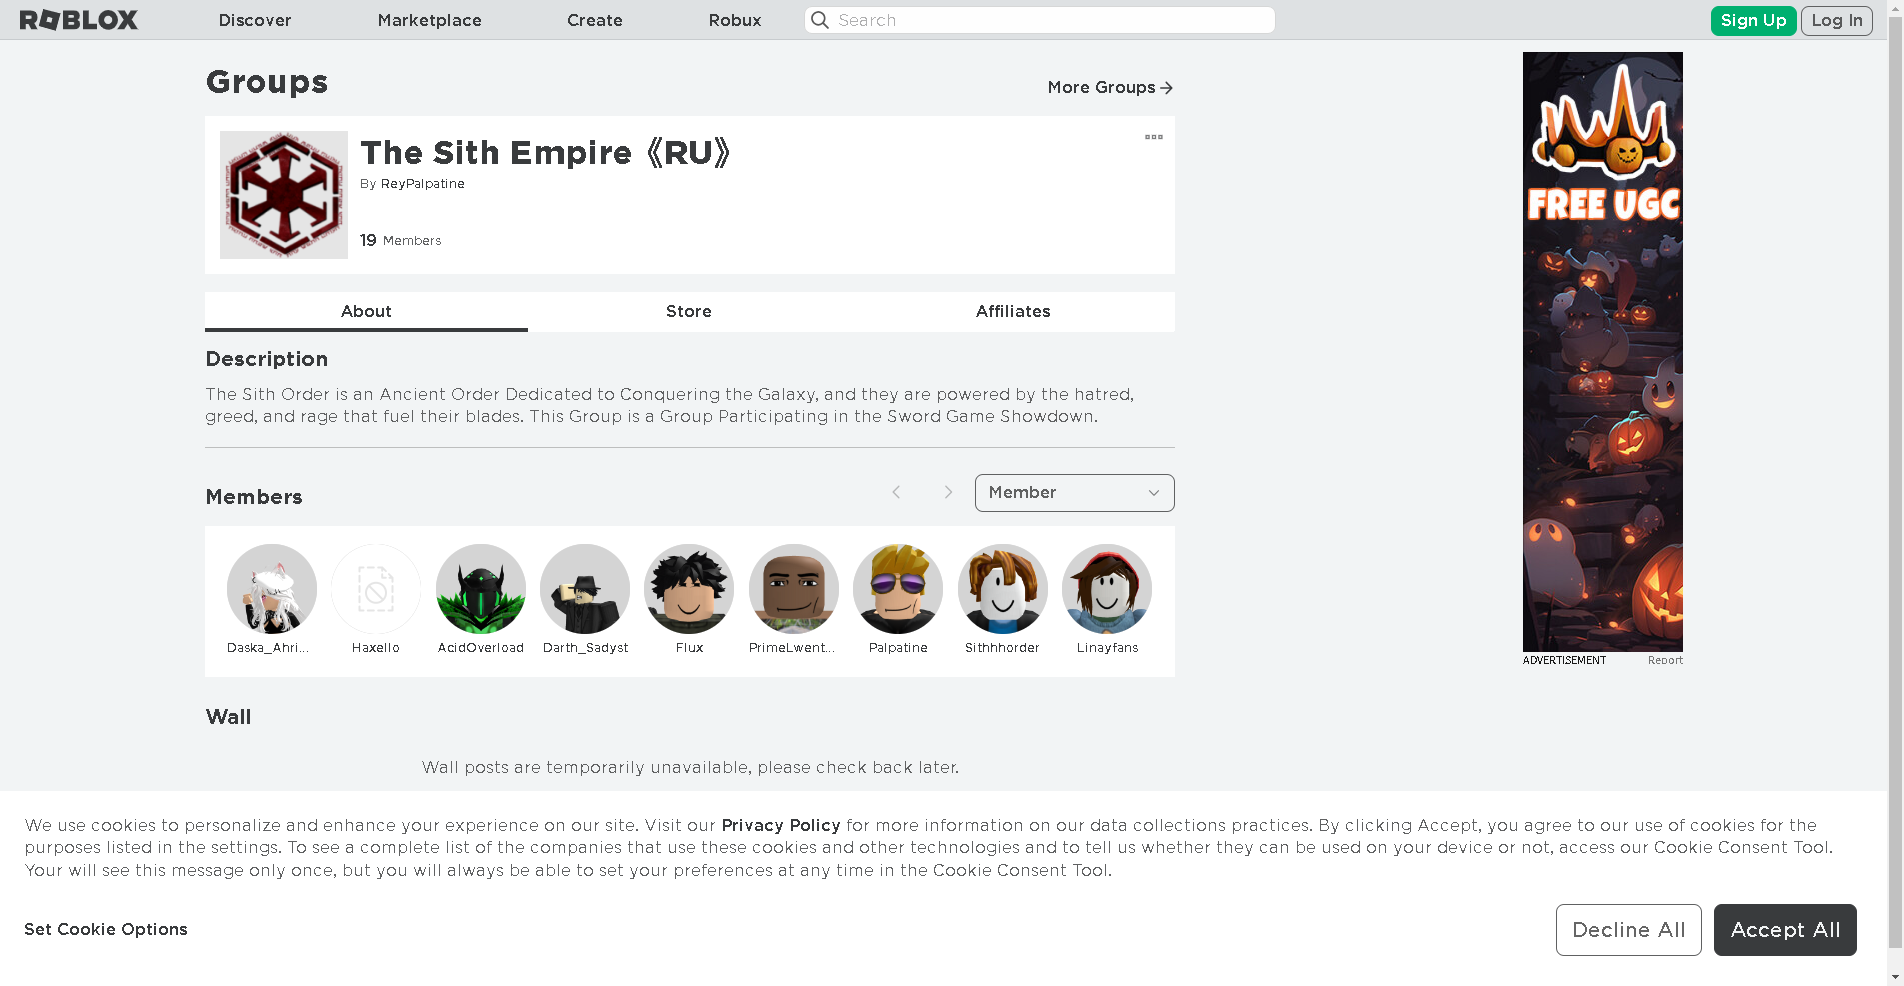 ROBLOX Discover Marketplace Create Robux Search Sign Up Log In
Groups
More Groups
The Sith Empire 《RU》
By ReyPalpatine
19 Members
About Store Affiliates
Description
The Sith Order is an Ancient Order Dedicated to Conquering the Galaxy, and they are powered by the hatred,
greed, and rage that fuel their blades. This Group is a Group Participating in the Sword Game Showdown.
Members
Member
Daska_Ahri... Haxello AcidOverload Darth_Sadyst Flux PrimeLwent... Palpatine Sithhhorder Linayfans
Wall
Wall posts are temporarily unavailable, please check back later.
FREE UGC
ADVERTISEMENT Report
We use cookies to personalize and enhance your experience on our site. Visit our Privacy Policy for more information on our data collections practices. By clicking Accept, you agree to our use of cookies for the
purposes listed in the settings. To see a complete list of the companies that use these cookies and other technologies and to tell us whether they can be used on your device or not, access our Cookie Consent Tool.
Your will see this message only once, but you will always be able to set your preferences at any time in the Cookie Consent Tool.
Set Cookie Options
Decline All
Accept All